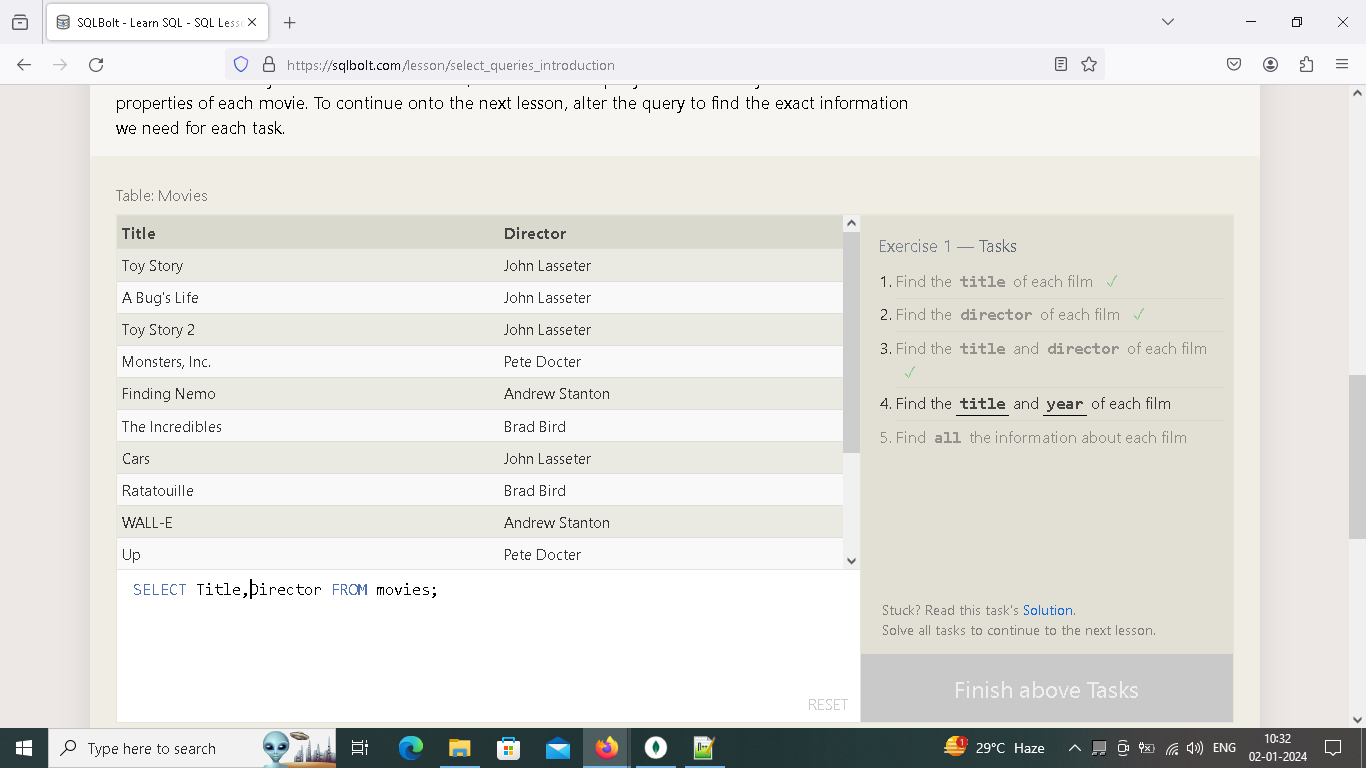 SQLBolt - Learn SQL - SQL Less
https://sqlbolt.com/lesson/select_queries_introduction
properties of each movie. To continue onto the next lesson, alter the query to find the exact information
we need for each task.
Table: Movies
Title Director
Toy Story John Lasseter
A Bug's Life John Lasseter
Toy Story 2 John Lasseter
Monsters, Inc. Pete Docter
Finding Nemo Andrew Stanton
The Incredibles Brad Bird
Cars John Lasseter
Ratatouille Brad Bird
WALL-E Andrew Stanton
Up Pete Docter
SELECT Title,Director FROM movies;
RESET
Exercise 1 — Tasks
1. Find the title of each film ✓
2. Find the director of each film ✓
3. Find the title and director of each film
✓
4. Find the title and year of each film
5. Find all the information about each film
Stuck? Read this task's Solution.
Solve all tasks to continue to the next lesson.
Finish above Tasks
Type here to search
1
29°C Haze
ENG
10:32
02-01-2024